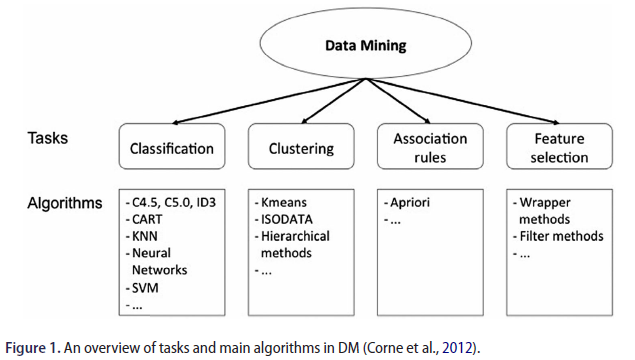 Data Mining
Tasks
Classification
Clustering
Association
rules
Feature
selection
Algorithms
- C4.5, C5.0, ID3
- CART
- KNN
- Neural
Networks
- SVM
- ...
- Kmeans
- ISODATA
- Hierarchical
methods
- ...
- Apriori
- ...
- Wrapper
methods
- Filter methods
- ...
Figure 1. An overview of tasks and main algorithms in DM (Corne et al., 2012).